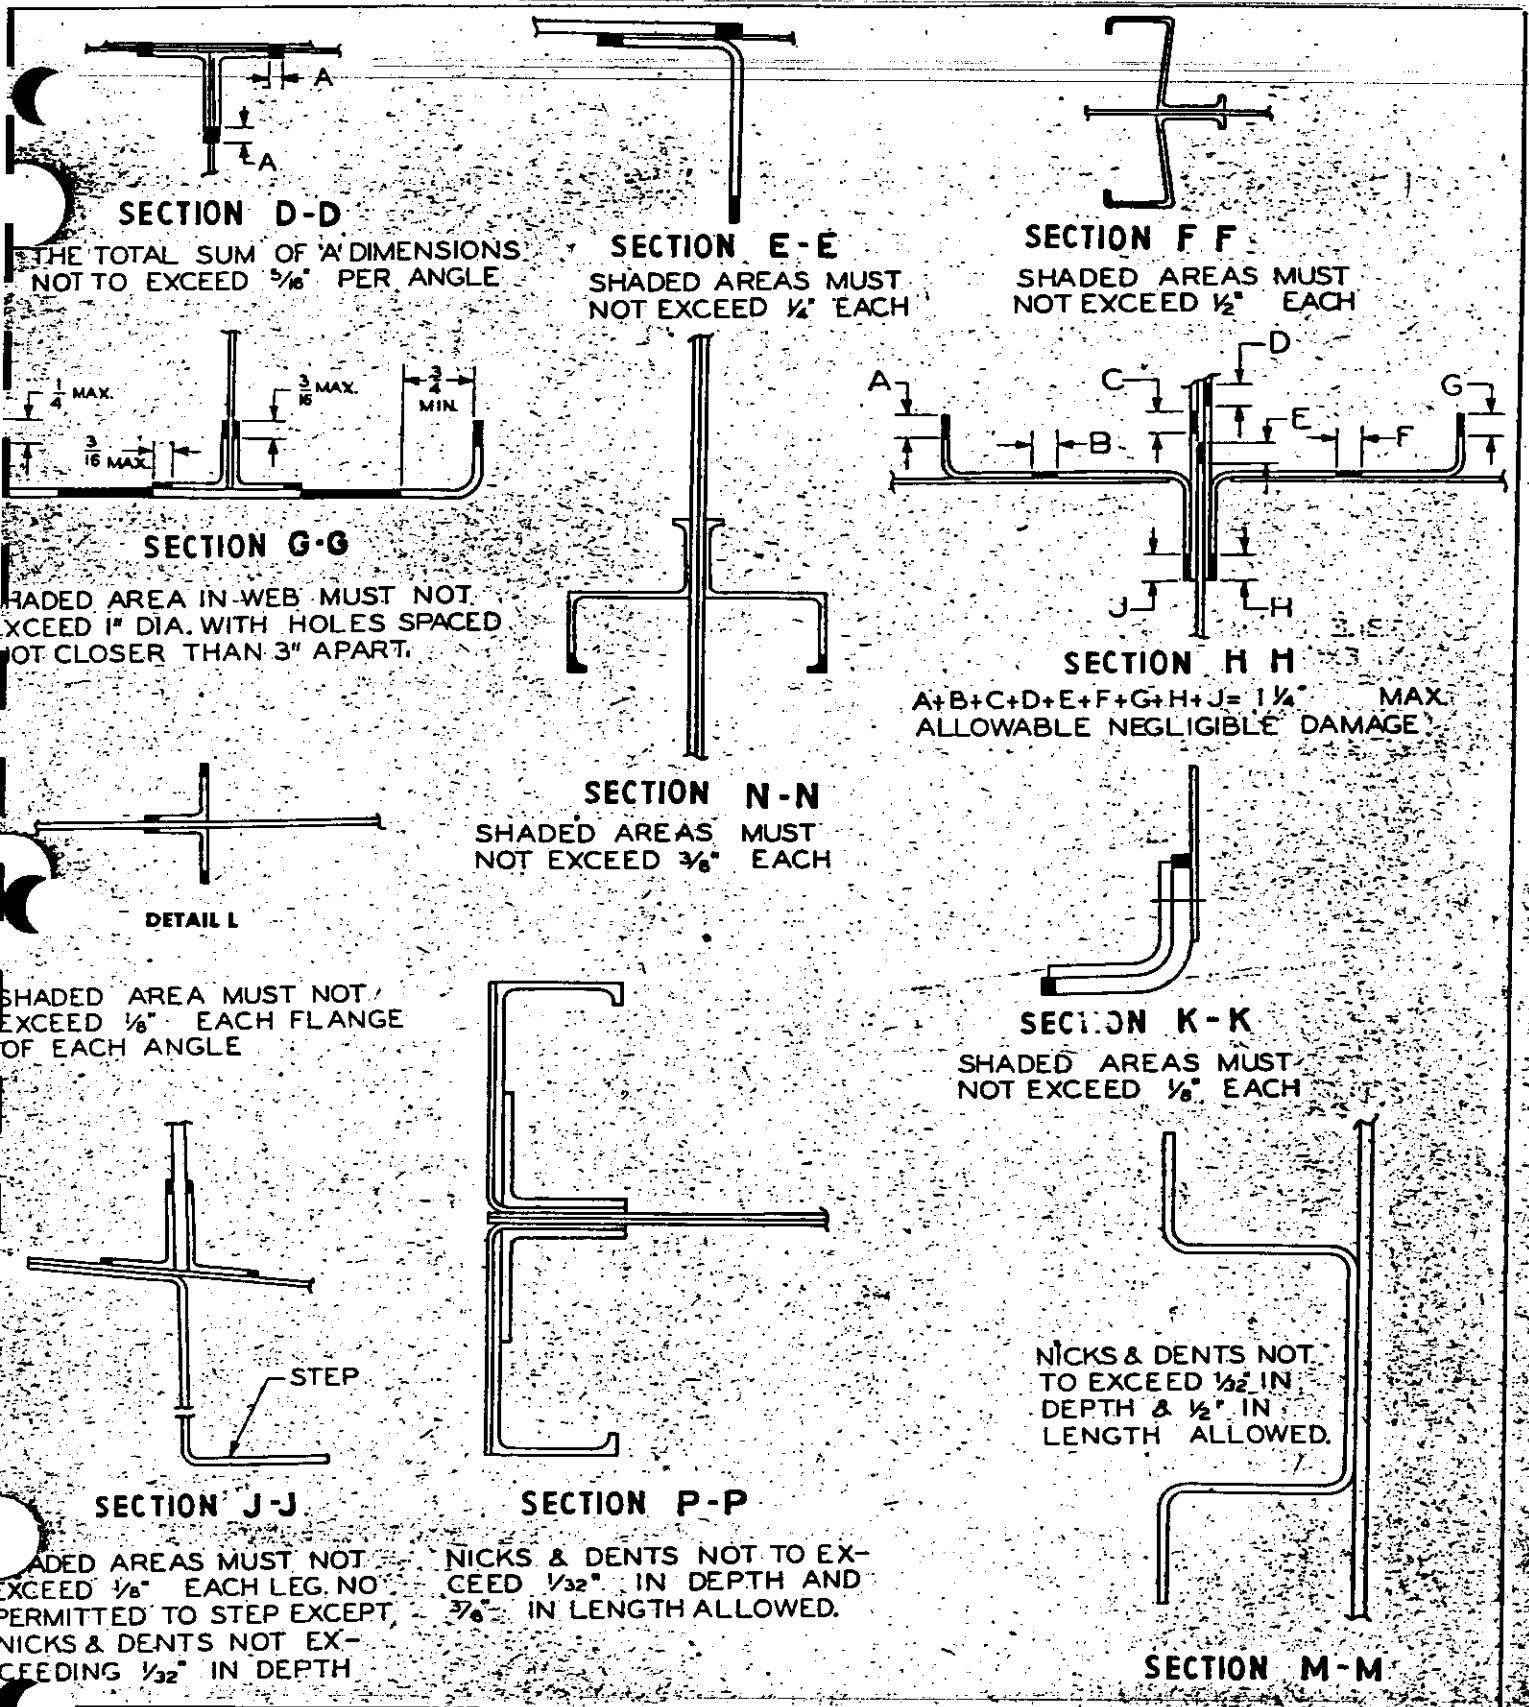 A
A
SECTION D-D
THE TOTAL SUM OF 'A' DIMENSIONS
NOT TO EXCEED 5/16" PER ANGLE
SECTION E-E
SHADED AREAS MUST
NOT EXCEED 1/4" EACH
SECTION F F
SHADED AREAS MUST
NOT EXCEED 1/2" EACH
1/4 MAX.
3/16 MAX.
3/4
MIN.
3/16 MAX.
SECTION G-G
HADED AREA IN WEB MUST NOT
XCEED 1" DIA. WITH HOLES SPACED
OT CLOSER THAN 3" APART.
A
B
C
D
E
F
G
J
H
SECTION H H
A+B+C+D+E+F+G+H+J= 1 1/4" MAX.
ALLOWABLE NEGLIGIBLE DAMAGE
SECTION N-N
SHADED AREAS MUST
NOT EXCEED 3/8" EACH
DETAIL L
SHADED AREA MUST NOT
EXCEED 1/8" EACH FLANGE
OF EACH ANGLE
SECTION K-K
SHADED AREAS MUST
NOT EXCEED 1/8" EACH
STEP
SECTION J-J
ADED AREAS MUST NOT
EXCEED 1/8" EACH LEG. NO
PERMITTED TO STEP EXCEPT
NICKS & DENTS NOT EX-
CEEDING 1/32" IN DEPTH
SECTION P-P
NICKS & DENTS NOT TO EX-
CEED 1/32" IN DEPTH AND
3/8" IN LENGTH ALLOWED.
NICKS & DENTS NOT
TO EXCEED 1/32" IN
DEPTH & 1/2" IN
LENGTH ALLOWED.
SECTION M-M